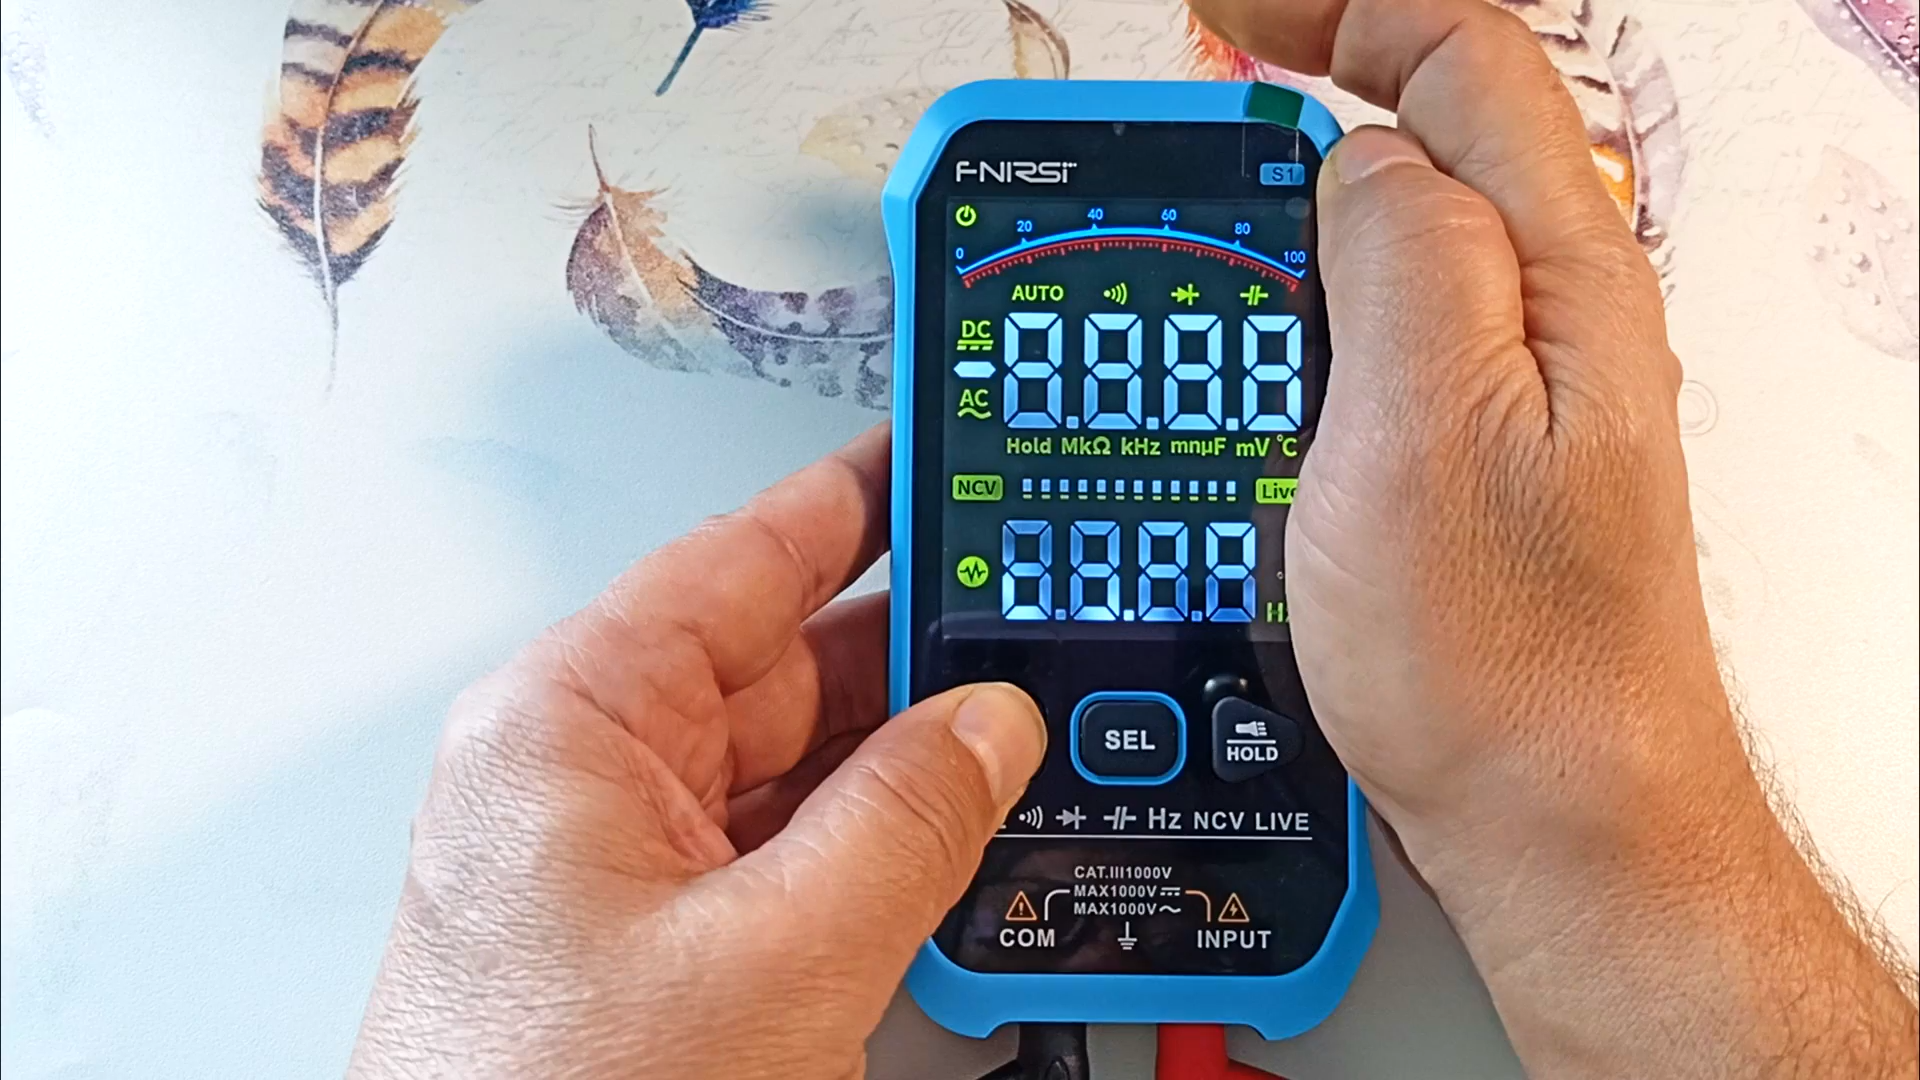 FNIRSI
S1
0 20 40 60 80 100
AUTO
DC
8.8.8.8
AC
Hold MkΩ kHz mnµF mV °C
NCV Live
8.8.8.8
SEL
HOLD
Hz NCV LIVE
CAT.III1000V
MAX1000V
MAX1000V
COM INPUT